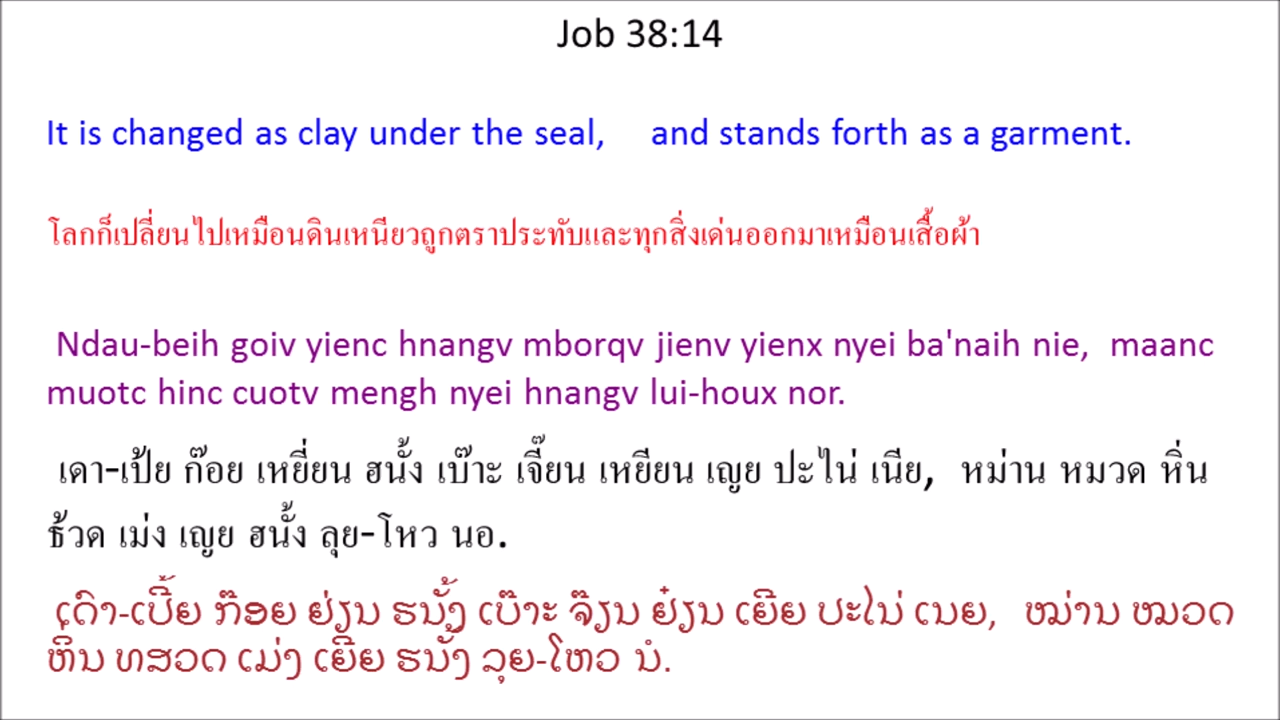 Job 38:14
It is changed as clay under the seal, and stands forth as a garment.
โลกก็เปลี่ยนไปเหมือนดินเหนียวถูกตราประทับและทุกสิ่งเด่นออกมาเหมือนเสื้อผ้า
Ndau-beih goiv yienc hnangv mborqv jienv yienx nyei ba'naih nie, maanc
muotc hinc cuotv mengh nyei hnangv lui-houx nor.
เดา-เป้ย ก๊อย เหยี่ยน ฮนั้ง เบ๊าะ เจี๊ยน เหยียน เญย ปะไน่ เนีย, หม่าน หมวด หิ่น
ธ้วด เม่ง เญย ฮนั้ง ลุย-โหว นอ.
ເດົາ-ເປີ້ຍ ກ໊ອຍ ຢ່ຽນ ຮນັ້ງ ເບ໊າະ ຈ໊ຽນ ຢ໋ຽນ ເຍີຍ ປະໄນ່ ເນຍ, ໝ່ານ ໝວດ
ຫິ່ນ ທສວດ ເມ່ງ ເຍີຍ ຮນັ້ງ ລຸຍ-ໂຫວ ນໍ.